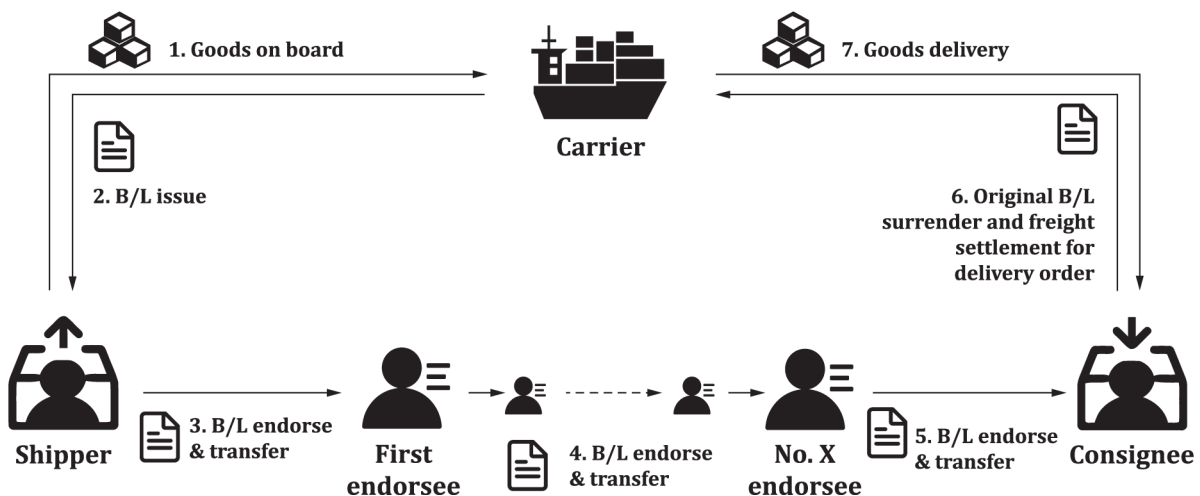 1. Goods on board
7. Goods delivery
Carrier
2. B/L issue
6. Original B/L
surrender and freight
settlement for
delivery order
3. B/L endorse
& transfer
4. B/L endorse
& transfer
5. B/L endorse
& transfer
Shipper
First
endorsee
No. X
endorsee
Consignee